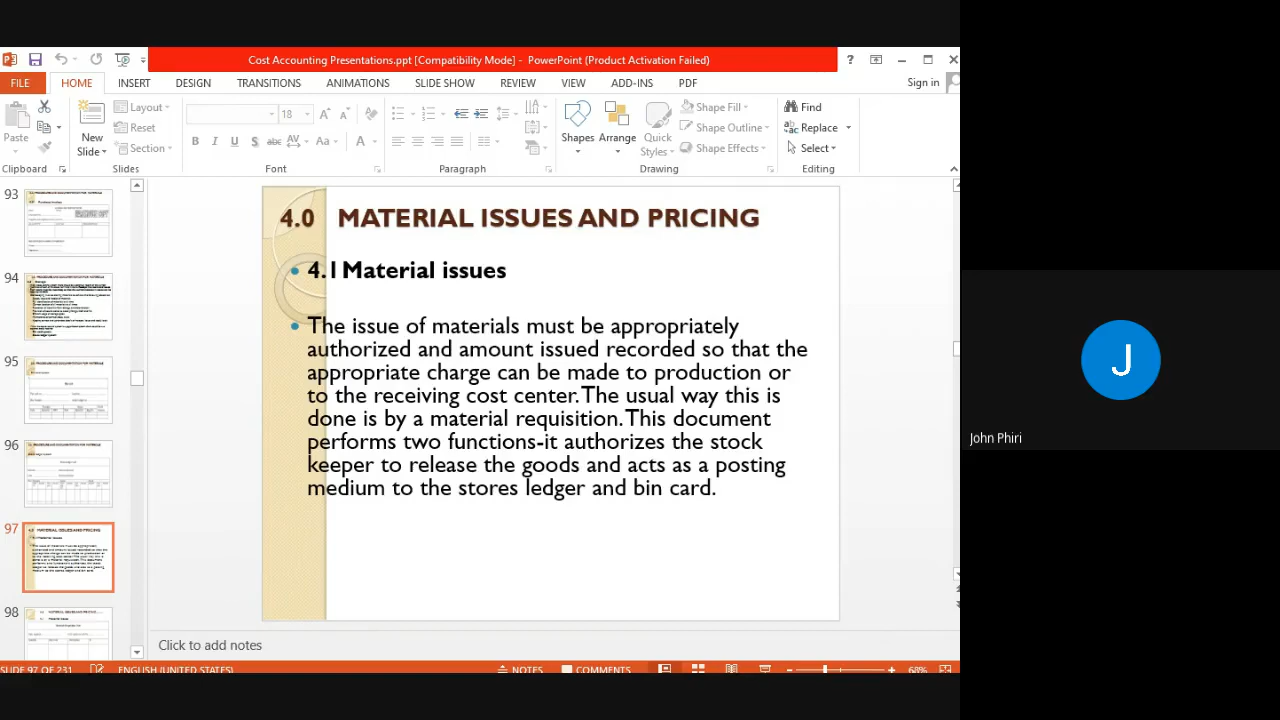 Cost Accounting Presentations.ppt [Compatibility Mode] - PowerPoint (Product Activation Failed)
?
FILE HOME INSERT DESIGN TRANSITIONS ANIMATIONS SLIDE SHOW REVIEW VIEW ADD-INS PDF Sign in
Paste
New
Slide
Layout
Reset
Section
18
B I U S abc AV Aa A
Shapes
Arrange
Quick
Styles
Shape Fill
Shape Outline
Shape Effects
Find
Replace
Select
Clipboard Slides Font Paragraph Drawing Editing
93
94
95
96
97
98
4.0 MATERIAL ISSUES AND PRICING
4.1 Material issues
The issue of materials must be appropriately
authorized and amount issued recorded so that the
appropriate charge can be made to production or
to the receiving cost center. The usual way this is
done is by a material requisition. This document
performs two functions-it authorizes the stock
keeper to release the goods and acts as a posting
medium to the stores ledger and bin card.
Click to add notes
SLIDE 97 OF 231 ENGLISH (UNITED STATES) NOTES COMMENTS 68%
J
John Phiri